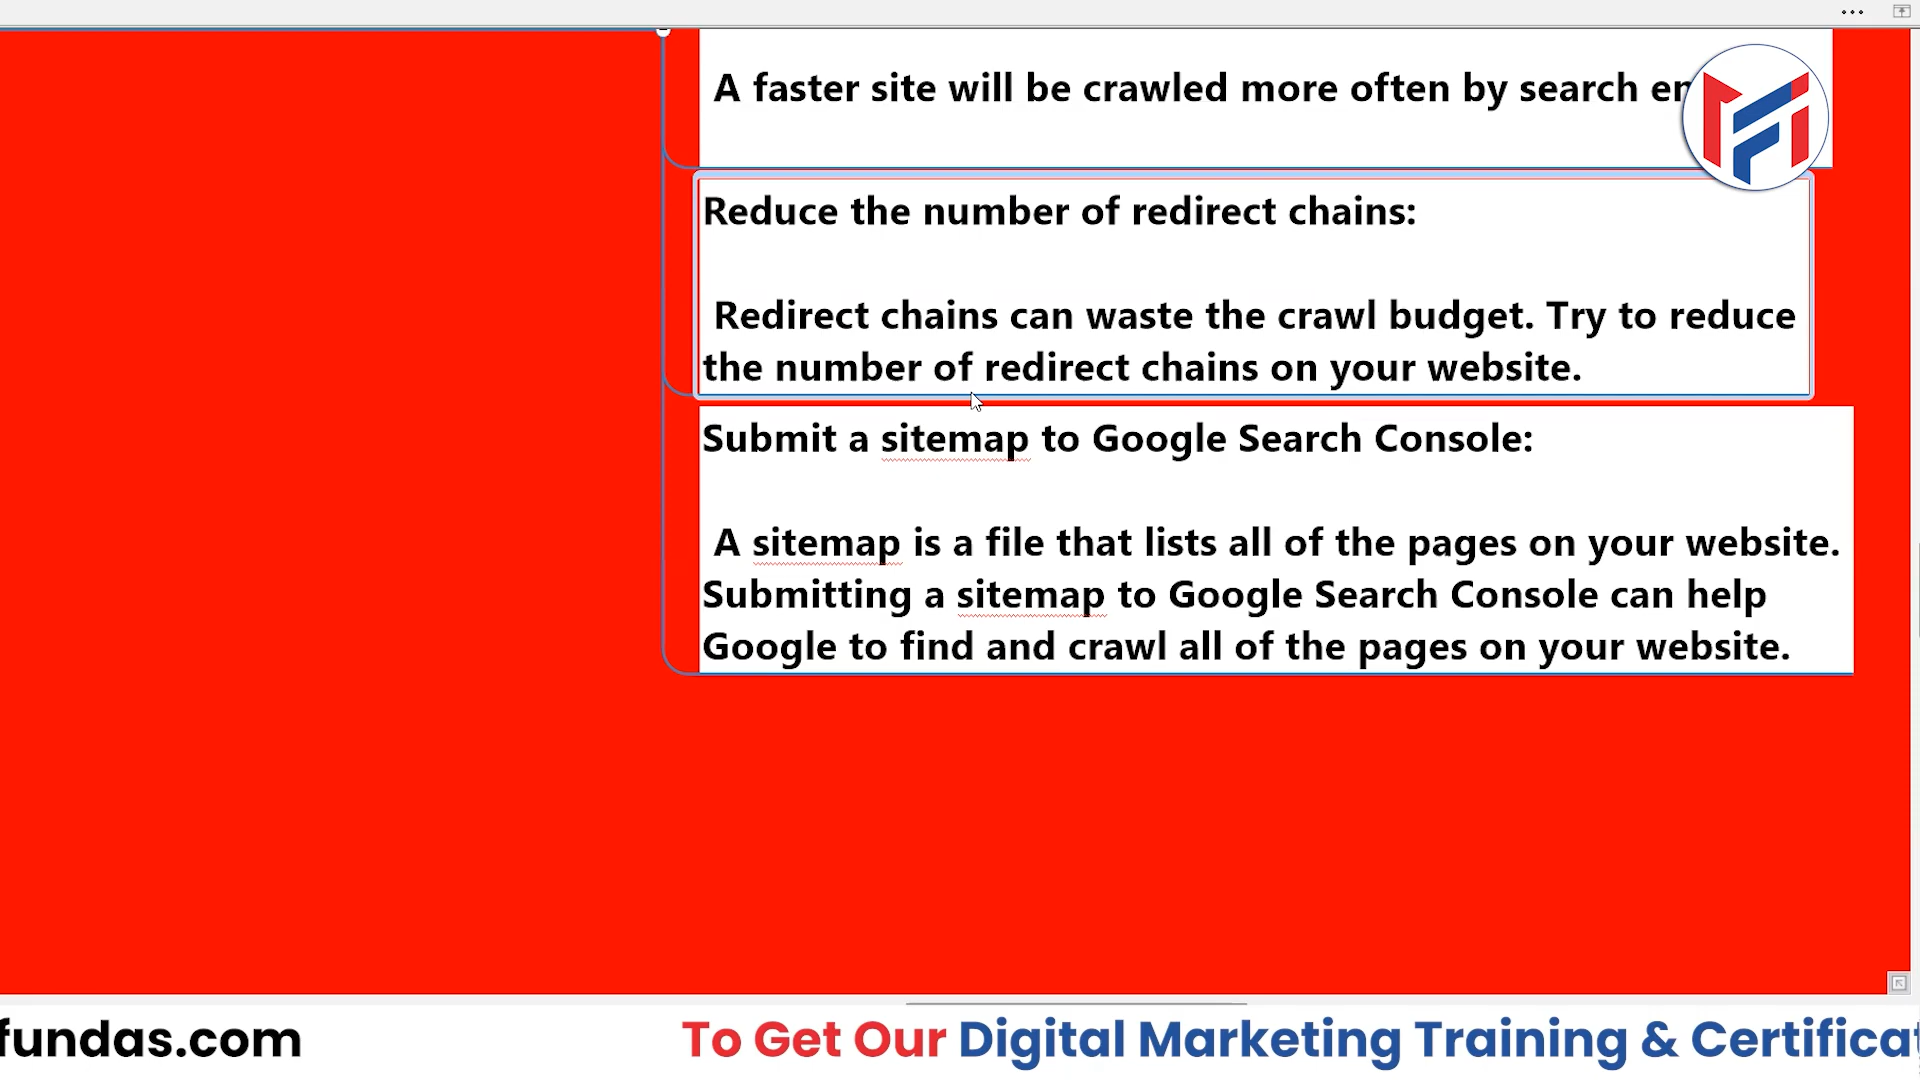 A faster site will be crawled more often by search
Reduce the number of redirect chains:
Redirect chains can waste the crawl budget. Try to reduce
the number of redirect chains on your website.
Submit a sitemap to Google Search Console:
A sitemap is a file that lists all of the pages on your website.
Submitting a sitemap to Google Search Console can help
Google to find and crawl all of the pages on your website.
fundas.com
To Get Our Digital Marketing Training &